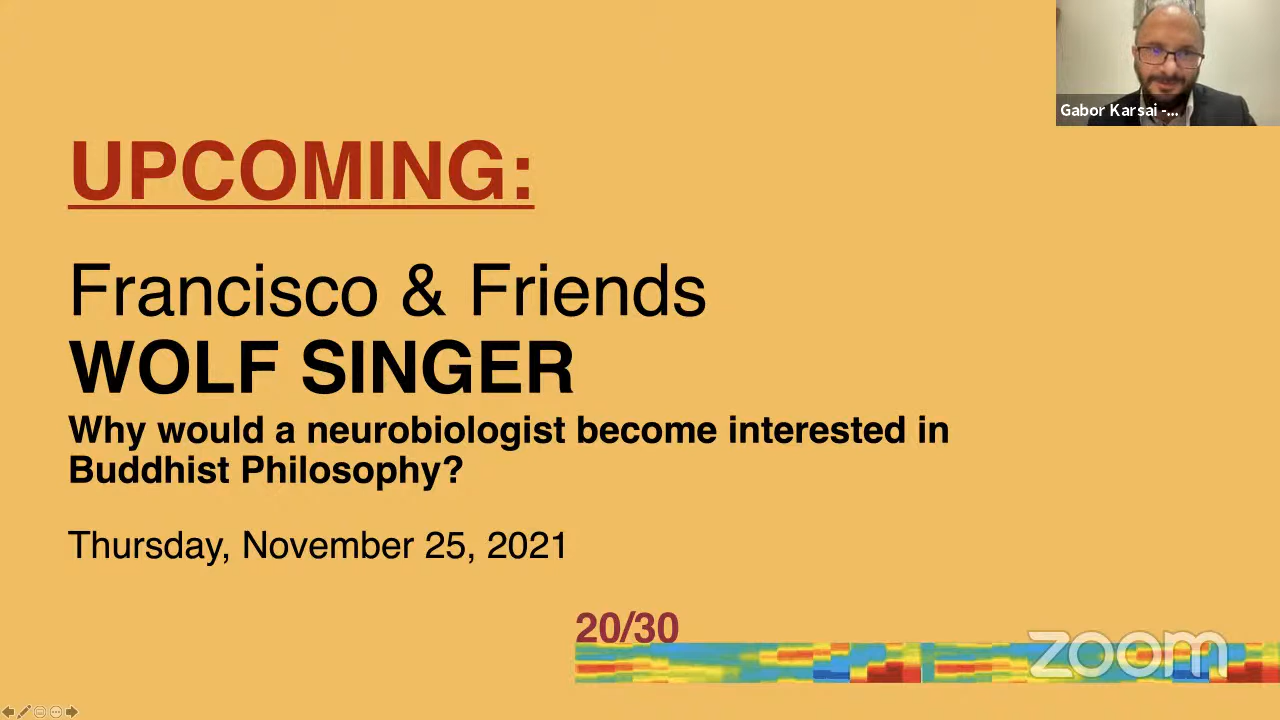 Gabor Karsai -...
UPCOMING:
Francisco & Friends
WOLF SINGER
Why would a neurobiologist become interested in
Buddhist Philosophy?
Thursday, November 25, 2021
20/30
zoom